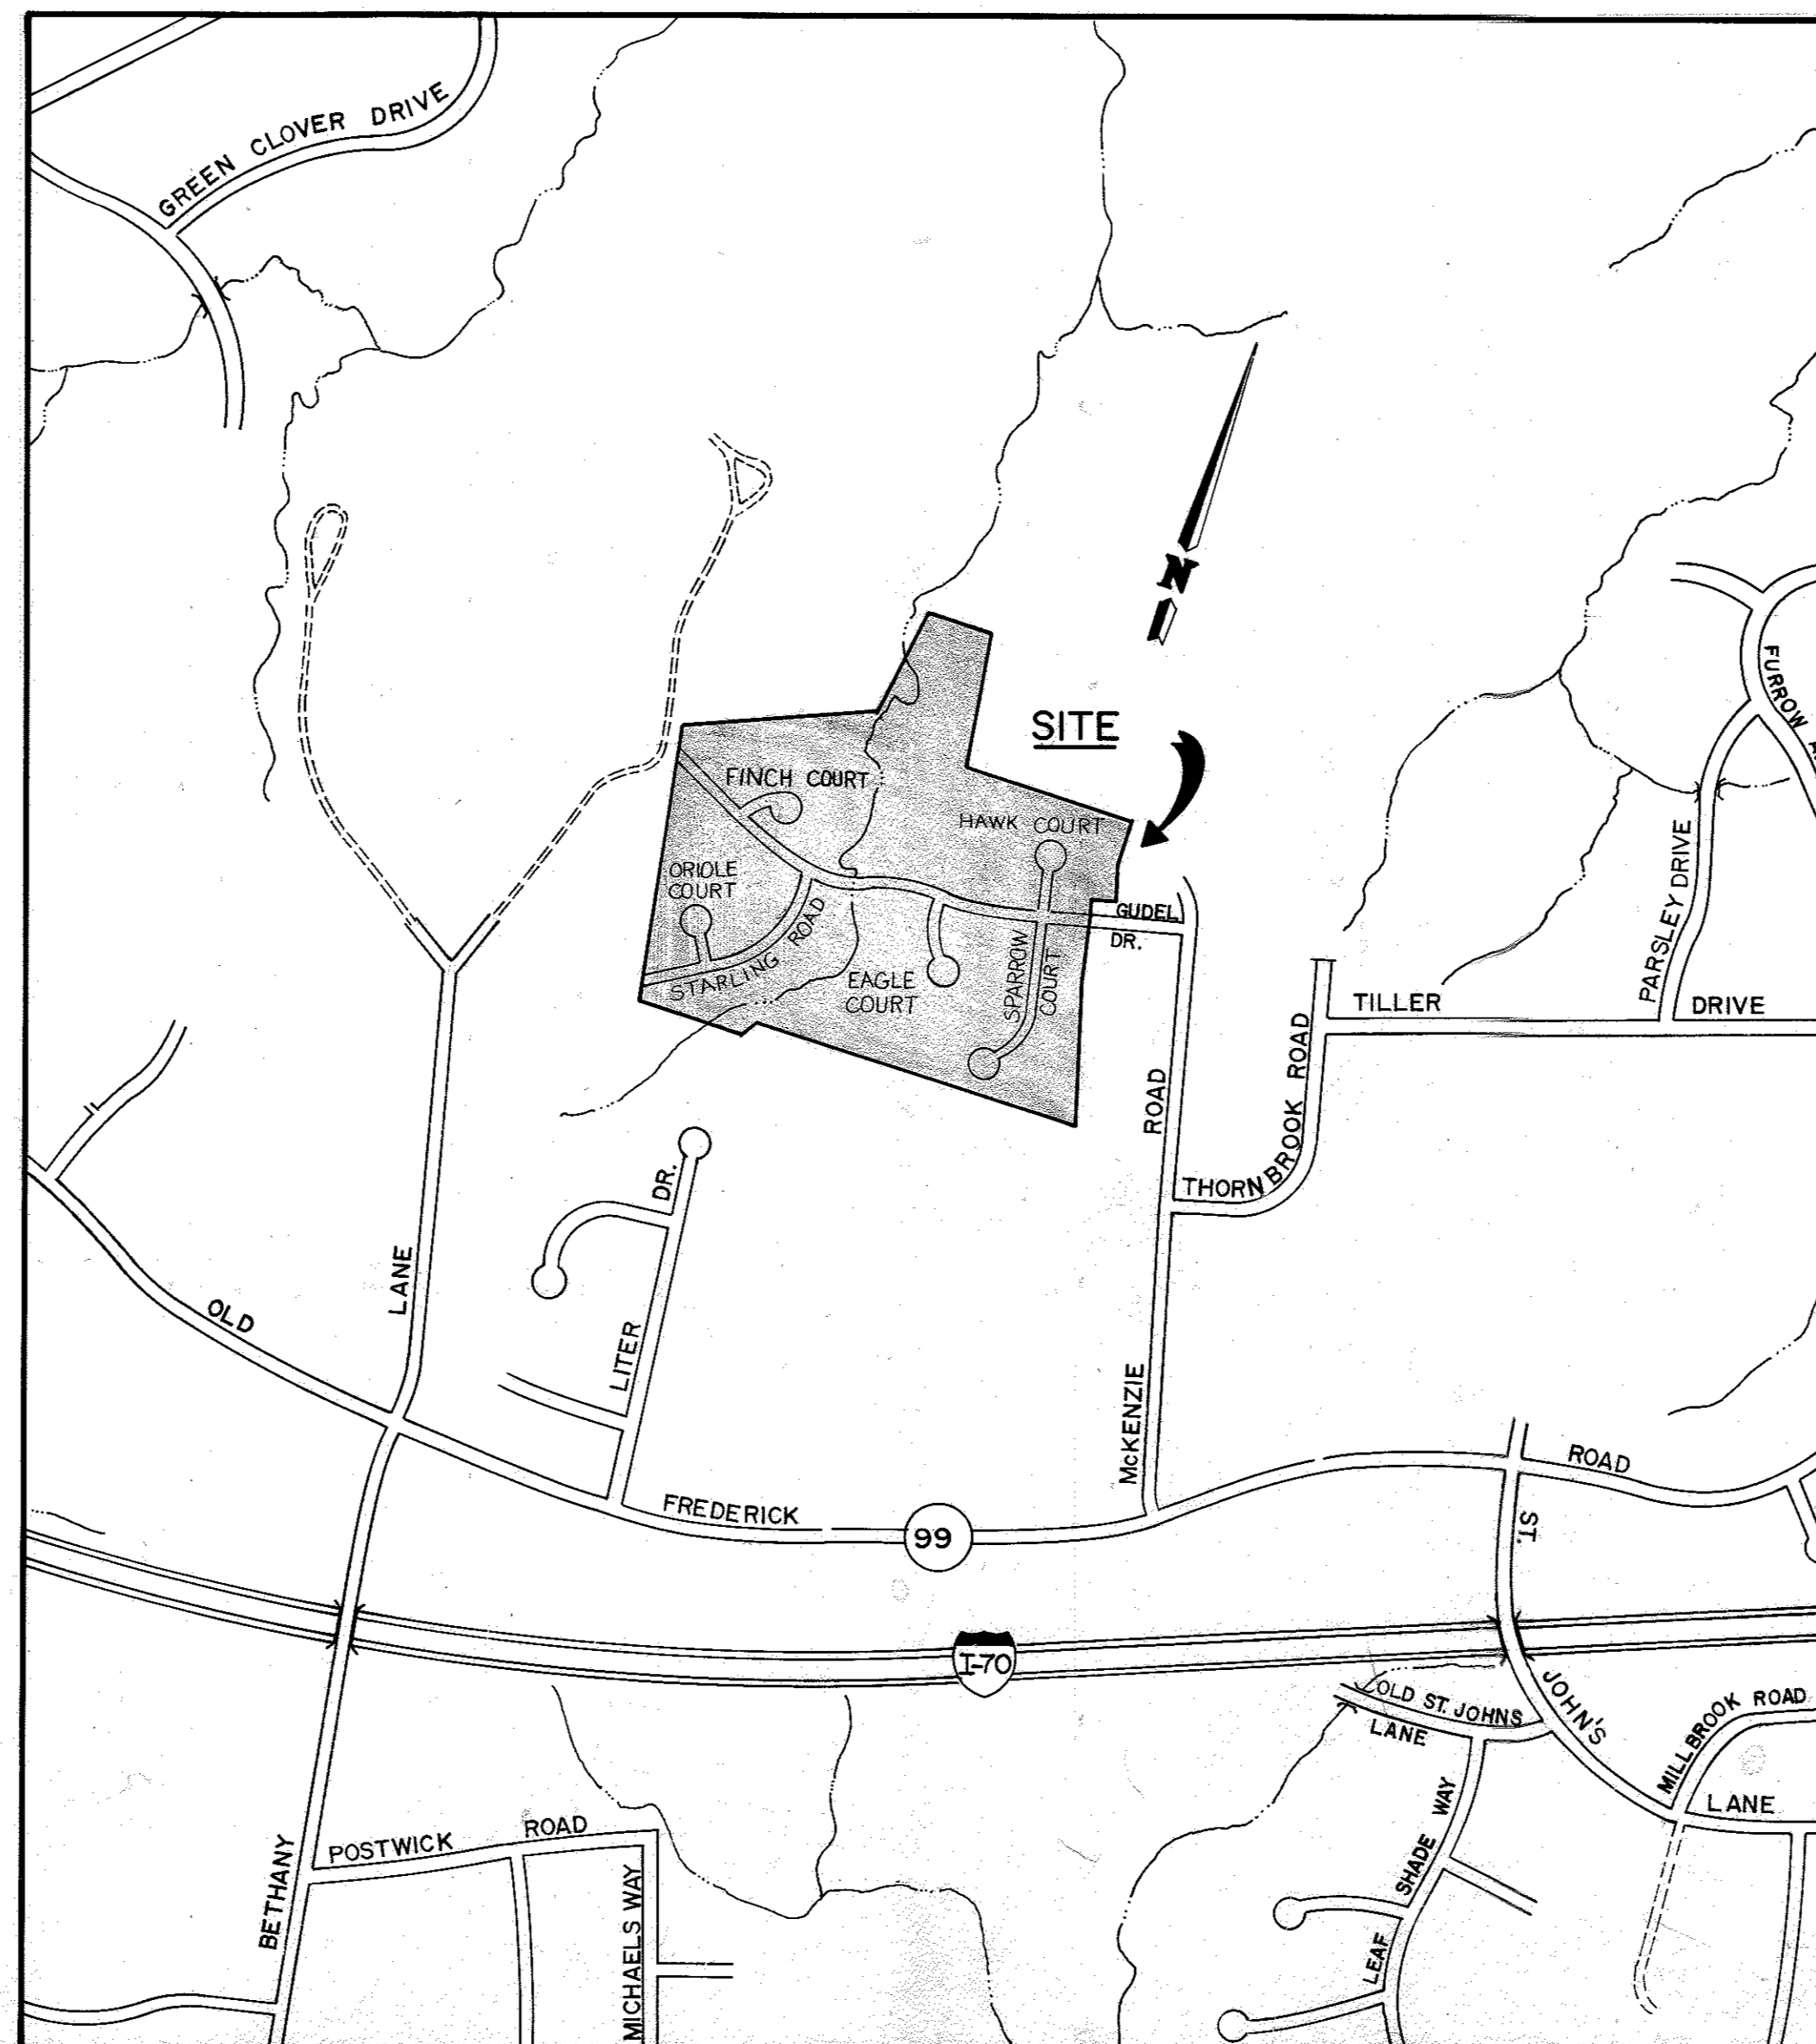 GREEN CLOVER DRIVE
N
SITE
FURROW
FINCH COURT
HAWK COURT
ORIOLE
COURT
GUDEL
DR.
STARLING ROAD
EAGLE
COURT
SPARROW
COURT
PARSLEY DRIVE
TILLER DRIVE
THORNBROOK ROAD
McKENZIE ROAD
LITER DR.
BETHANY LANE
OLD FREDERICK ROAD
99
I-70
ST. JOHN'S LANE
OLD ST. JOHNS
LANE
MILLBROOK ROAD
LEAF SHADE WAY
POSTWICK ROAD
MICHAELS WAY